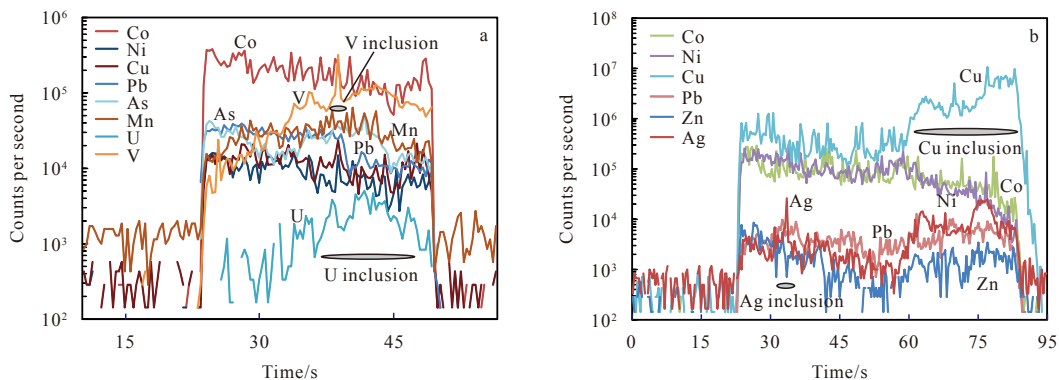 a
Counts per second
10⁶
10⁵
10⁴
10³
10²
Co
Ni
Cu
Pb
As
Mn
U
V
Co
V inclusion
V
As
Mn
Pb
U
U inclusion
15
30
45
Time/s
b
Counts per second
10⁸
10⁷
10⁶
10⁵
10⁴
10³
10²
Co
Ni
Cu
Pb
Zn
Ag
Cu
Cu inclusion
Co
Ni
Ag
Pb
Zn
Ag inclusion
0
15
30
45
60
75
95
Time/s